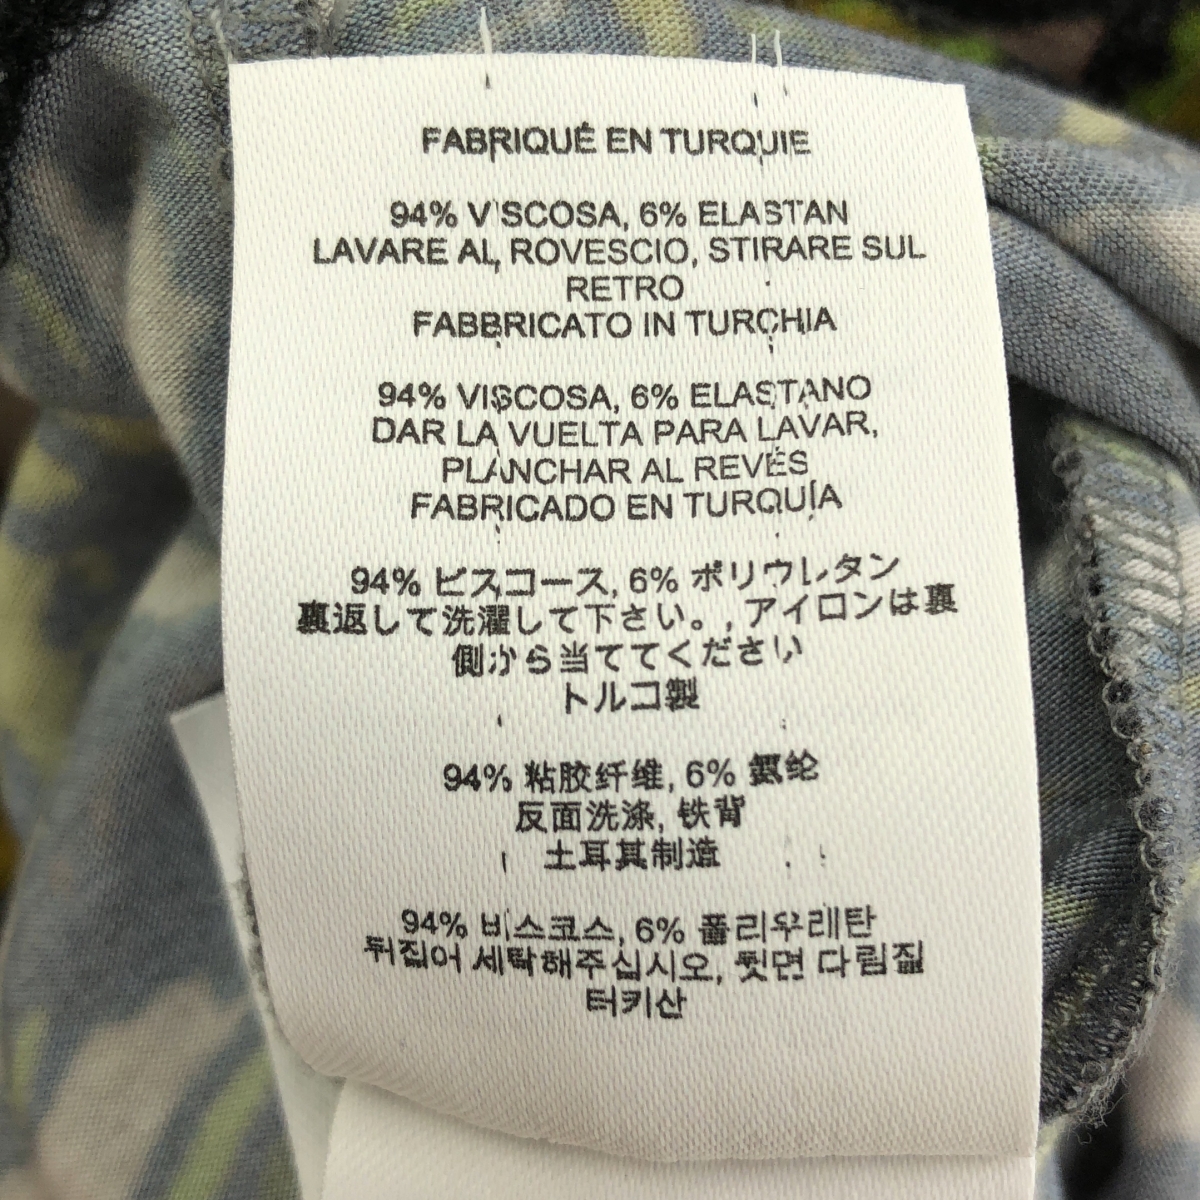 FABRIQUÉ EN TURQUIE
94% VISCOSA, 6% ELASTAN
LAVARE AL ROVESCIO, STIRARE SUL
RETRO
FABBRICATO IN TURCHIA
94% VISCOSA, 6% ELASTANO
DAR LA VUELTA PARA LAVAR,
PLANCHAR AL REVÉS
FABRICADO EN TURQUÍA
94% ビスコース, 6% ポリウレタン
裏返して洗濯して下さい。, アイロンは裏
側から当ててください
トルコ製
94% 粘胶纤维, 6% 氨纶
反面洗涤, 铁背
土耳其制造
94% 비스코스, 6% 폴리우레탄
뒤집어 세탁해주십시오, 뒷면 다림질
터키산